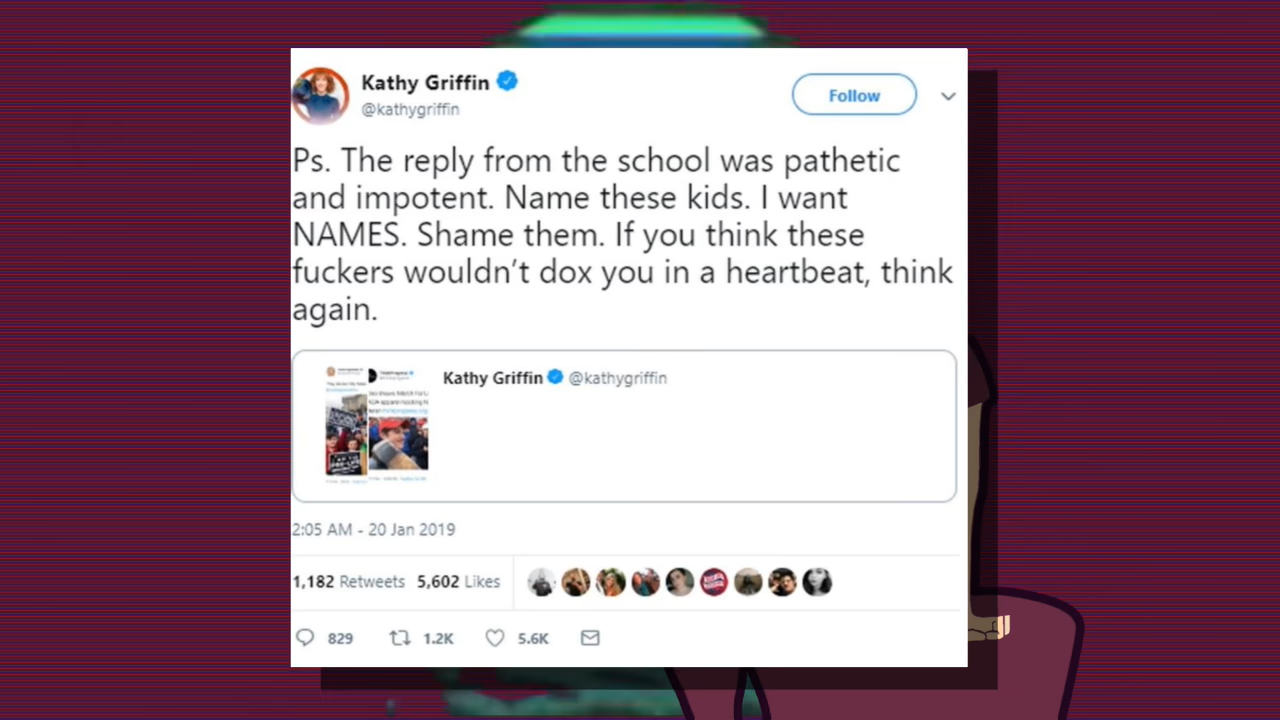 Kathy Griffin
@kathygriffin
Follow
Ps. The reply from the school was pathetic
and impotent. Name these kids. I want
NAMES. Shame them. If you think these
fuckers wouldn't dox you in a heartbeat, think
again.
Kathy Griffin @kathygriffin
2:05 AM - 20 Jan 2019
1,182 Retweets 5,602 Likes
829 1.2K 5.6K